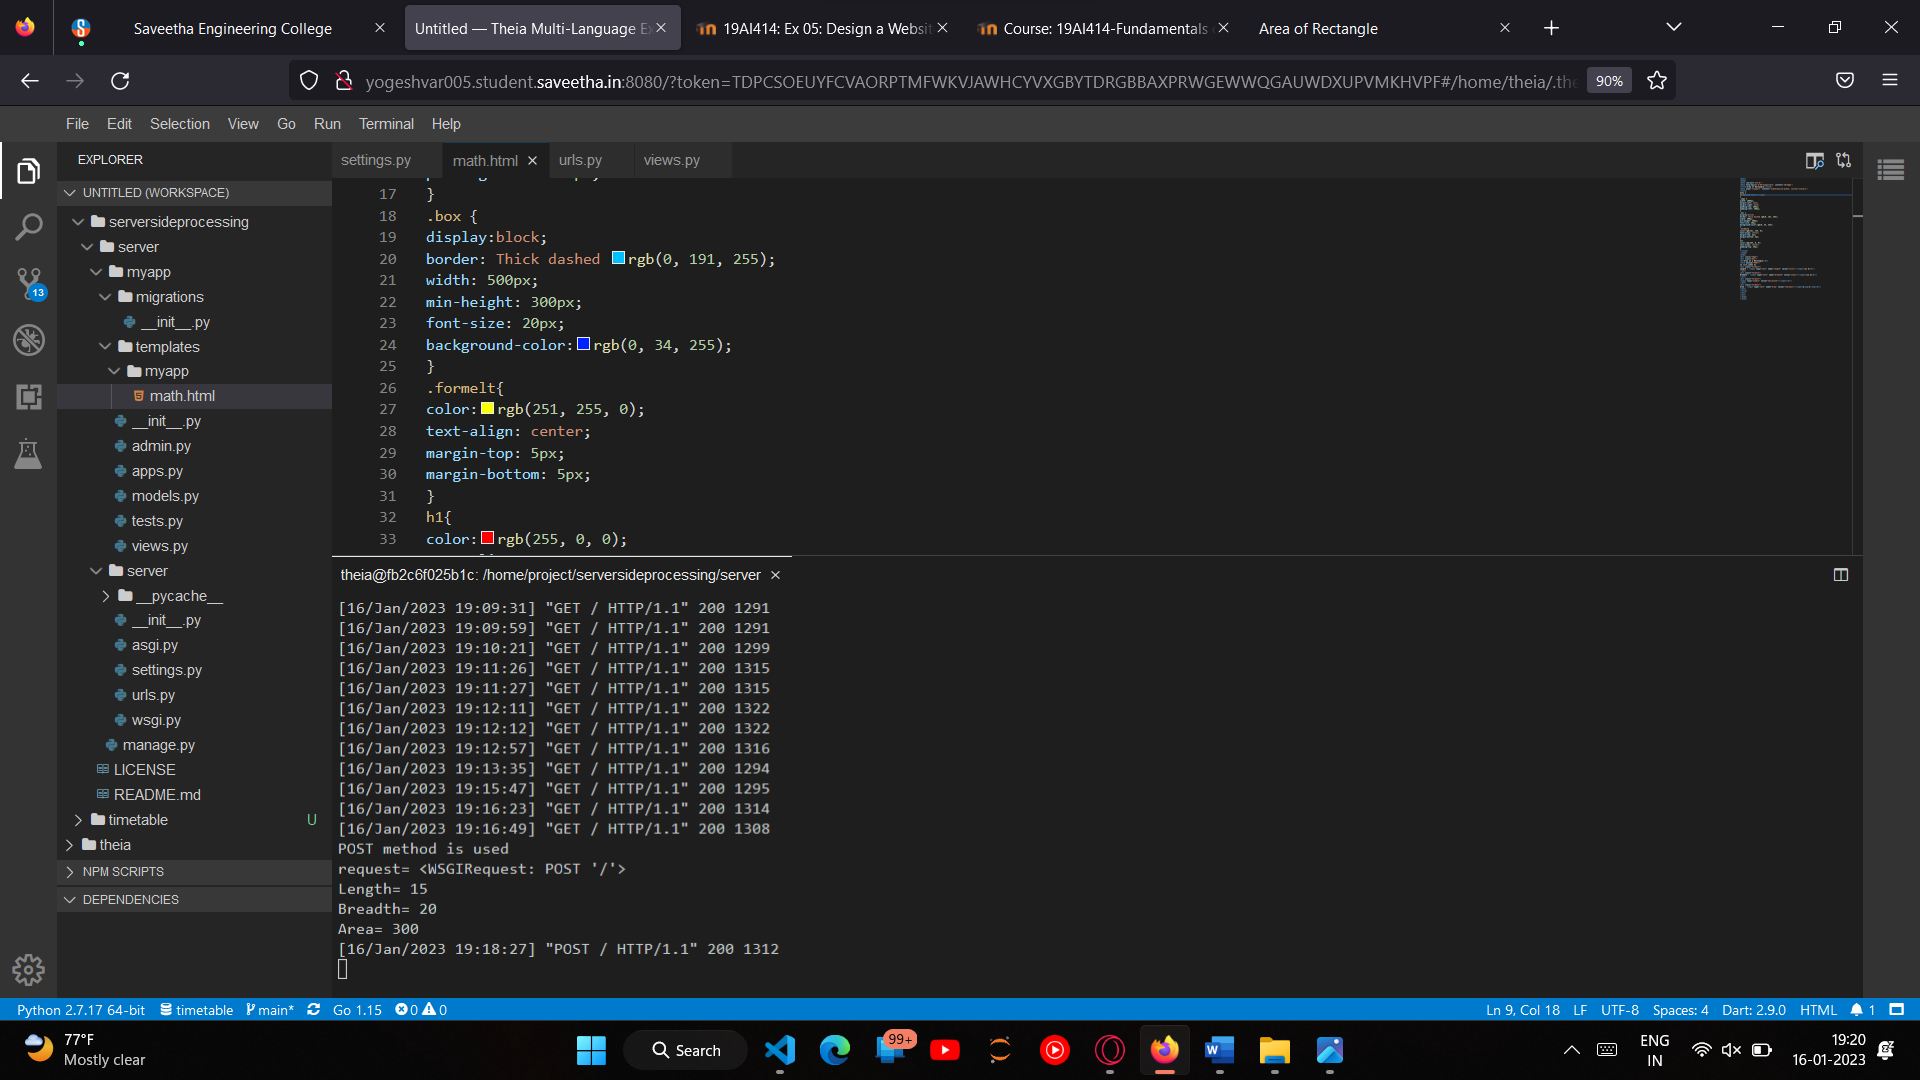 Saveetha Engineering College
Untitled — Theia Multi-Language E
19AI414: Ex 05: Design a Websit
Course: 19AI414-Fundamentals
Area of Rectangle
yogeshvar005.student.saveetha.in:8080/?token=TDPCSOEUYFCVAORPTMFWKVJAWHCYVXGBYTDRGBBAXPRWGEWWQGAUWDXUPVMKHVPF#/home/theia/.the
90%
File Edit Selection View Go Run Terminal Help
EXPLORER
UNTITLED (WORKSPACE)
serversideprocessing
server
myapp
migrations
__init__.py
templates
myapp
math.html
__init__.py
admin.py
apps.py
models.py
tests.py
views.py
server
__pycache__
__init__.py
asgi.py
settings.py
urls.py
wsgi.py
manage.py
LICENSE
README.md
timetable U
theia
NPM SCRIPTS
DEPENDENCIES
13
settings.py math.html urls.py views.py
17 }
18 .box {
19 display:block;
20 border: Thick dashed rgb(0, 191, 255);
21 width: 500px;
22 min-height: 300px;
23 font-size: 20px;
24 background-color: rgb(0, 34, 255);
25 }
26 .formelt{
27 color: rgb(251, 255, 0);
28 text-align: center;
29 margin-top: 5px;
30 margin-bottom: 5px;
31 }
32 h1{
33 color: rgb(255, 0, 0);
theia@fb2c6f025b1c: /home/project/serversideprocessing/server
[16/Jan/2023 19:09:31] "GET / HTTP/1.1" 200 1291
[16/Jan/2023 19:09:59] "GET / HTTP/1.1" 200 1291
[16/Jan/2023 19:10:21] "GET / HTTP/1.1" 200 1299
[16/Jan/2023 19:11:26] "GET / HTTP/1.1" 200 1315
[16/Jan/2023 19:11:27] "GET / HTTP/1.1" 200 1315
[16/Jan/2023 19:12:11] "GET / HTTP/1.1" 200 1322
[16/Jan/2023 19:12:12] "GET / HTTP/1.1" 200 1322
[16/Jan/2023 19:12:57] "GET / HTTP/1.1" 200 1316
[16/Jan/2023 19:13:35] "GET / HTTP/1.1" 200 1294
[16/Jan/2023 19:15:47] "GET / HTTP/1.1" 200 1295
[16/Jan/2023 19:16:23] "GET / HTTP/1.1" 200 1314
[16/Jan/2023 19:16:49] "GET / HTTP/1.1" 200 1308
POST method is used
request= <WSGIRequest: POST '/'>
Length= 15
Breadth= 20
Area= 300
[16/Jan/2023 19:18:27] "POST / HTTP/1.1" 200 1312
Python 2.7.17 64-bit timetable main* Go 1.15 0 0
Ln 9, Col 18 LF UTF-8 Spaces: 4 Dart: 2.9.0 HTML 1
77°F
Mostly clear
Search
99+
ENG
IN
19:20
16-01-2023